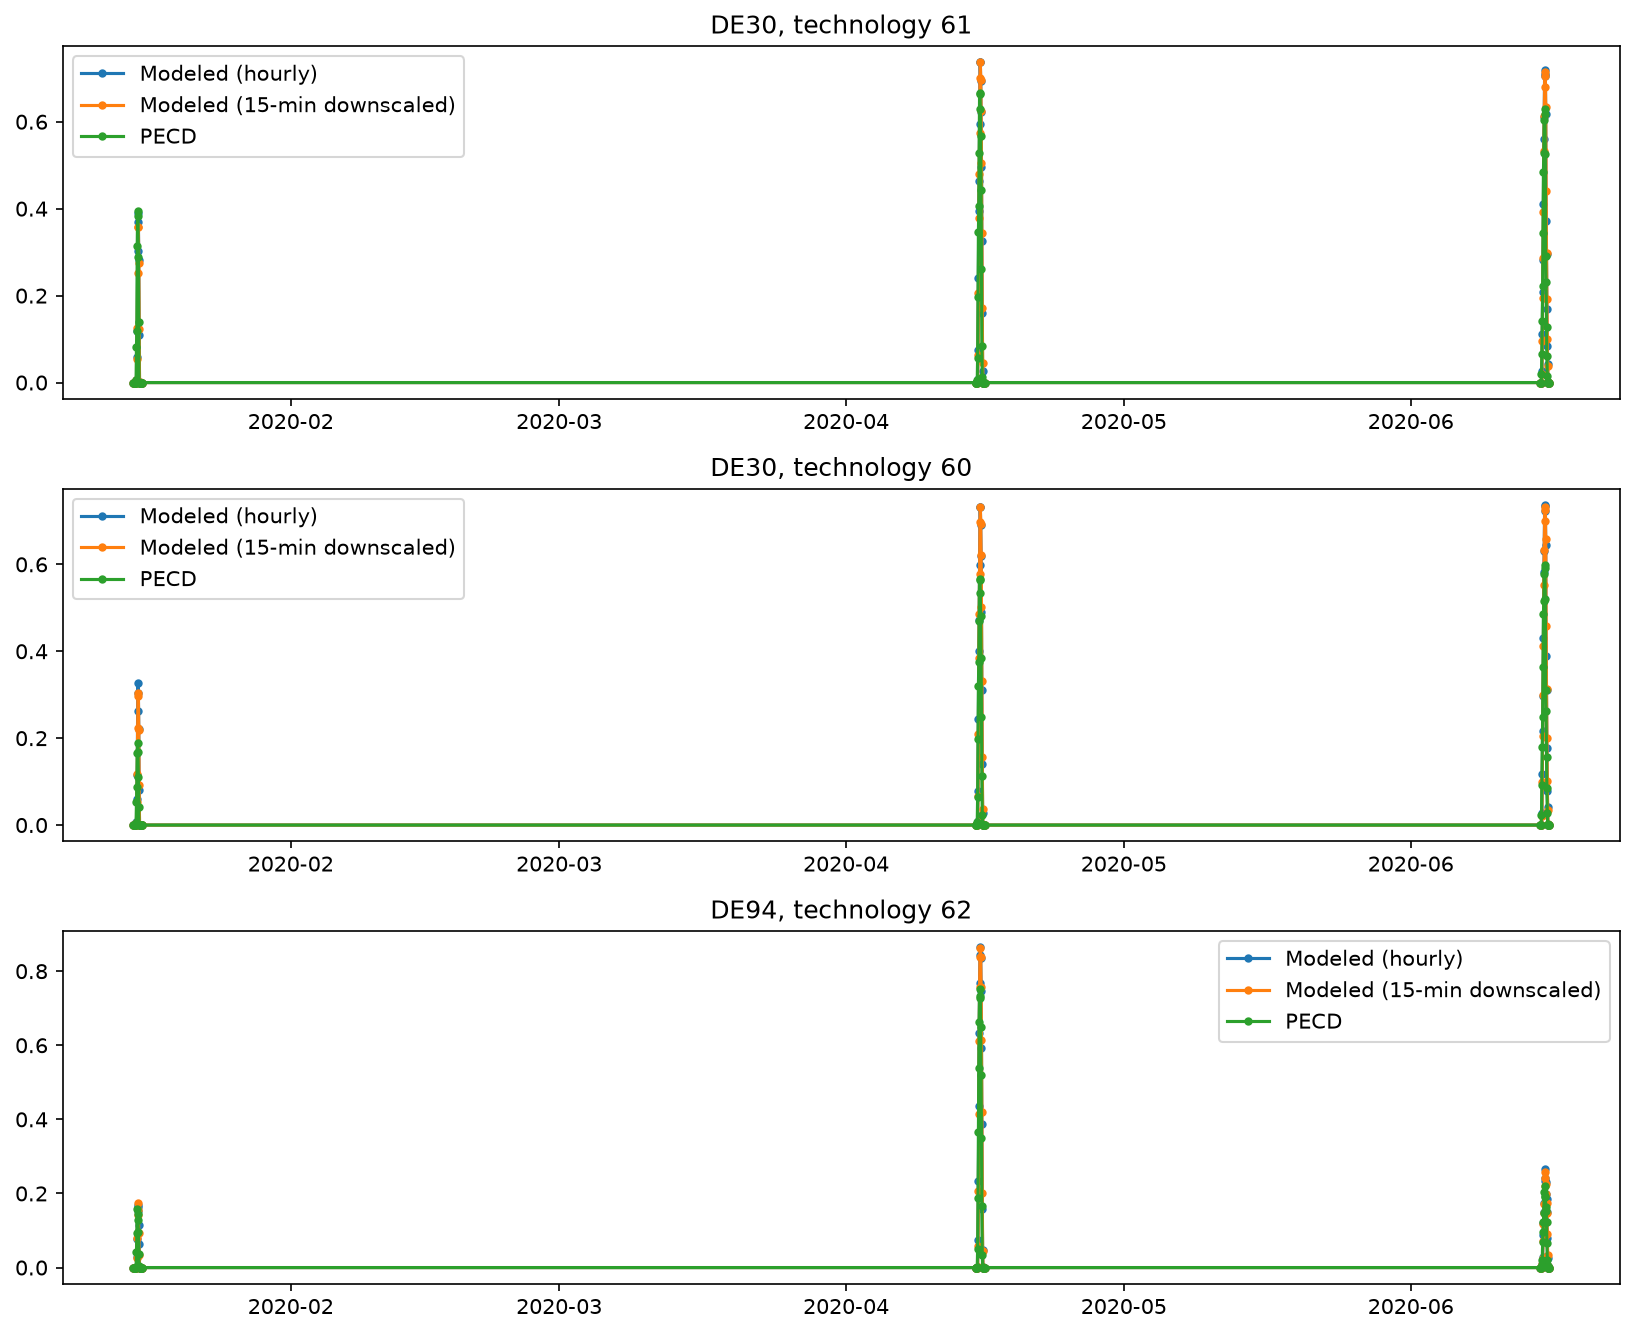 DE30, technology 61
Modeled (hourly)
Modeled (15-min downscaled)
PECD
0.6
0.4
0.2
0.0
2020-02 2020-03 2020-04 2020-05 2020-06
DE30, technology 60
Modeled (hourly)
Modeled (15-min downscaled)
PECD
0.6
0.4
0.2
0.0
2020-02 2020-03 2020-04 2020-05 2020-06
DE94, technology 62
Modeled (hourly)
Modeled (15-min downscaled)
PECD
0.8
0.6
0.4
0.2
0.0
2020-02 2020-03 2020-04 2020-05 2020-06